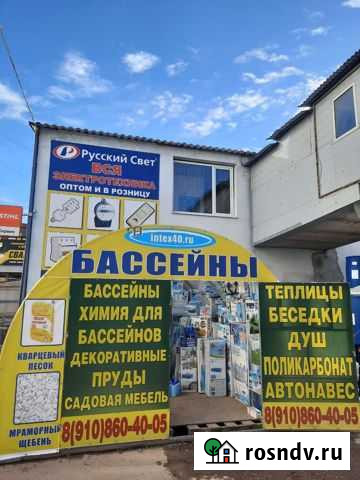 Русский Свет
ВСЯ
ЭЛЕКТРОТЕХНИКА
ОПТОМ И В РОЗНИЦУ
STIHL
intex40.ru
БАССЕЙНЫ
БАССЕЙНЫ
ХИМИЯ ДЛЯ
БАССЕЙНОВ
ДЕКОРАТИВНЫЕ
ПРУДЫ
САДОВАЯ МЕБЕЛЬ
8(910)860-40-05
КВАРЦЕВЫЙ
ПЕСОК
МРАМОРНЫЙ
ЩЕБЕНЬ
ТЕПЛИЦЫ
БЕСЕДКИ
ДУШ
ПОЛИКАРБОНАТ
АВТОНАВЕС
8(910)860-40-05
rosndv.ru